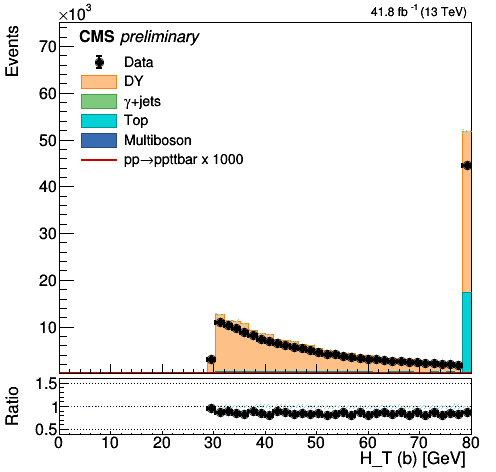 ×10³
41.8 fb⁻¹ (13 TeV)
Events
CMS preliminary
Data
DY
γ+jets
Top
Multiboson
pp→ppttbar x 1000
70
60
50
40
30
20
10
Ratio
1.5
1
0.5
0 10 20 30 40 50 60 70 80
H_T (b) [GeV]